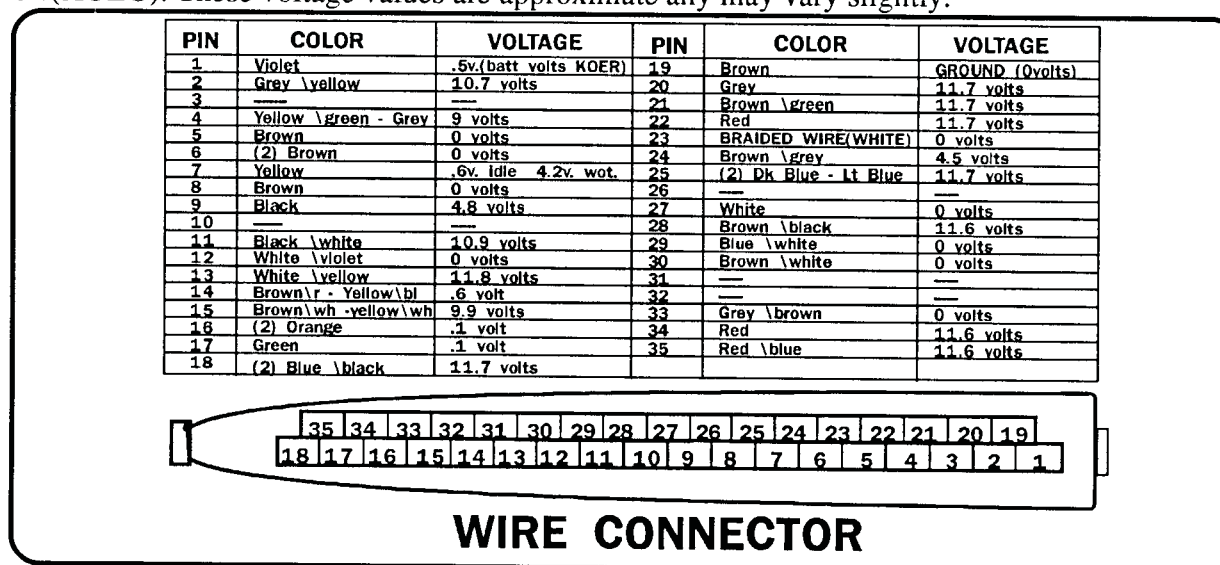 (KOEO). These voltage values are approximate any may vary slightly.
PIN COLOR VOLTAGE PIN COLOR VOLTAGE
1 Violet .5v.(batt volts KOER) 19 Brown GROUND (0volts)
2 Grey \yellow 10.7 volts 20 Grey 11.7 volts
3 — — 21 Brown \green 11.7 volts
4 Yellow \green - Grey 9 volts 22 Red 11.7 volts
5 Brown 0 volts 23 BRAIDED WIRE(WHITE) 0 volts
6 (2) Brown 0 volts 24 Brown \grey 4.5 volts
7 Yellow .6v. idle 4.2v. wot. 25 (2) Dk Blue - Lt Blue 11.7 volts
8 Brown 0 volts 26 — —
9 Black 4.8 volts 27 White 0 volts
10 — — 28 Brown \black 11.6 volts
11 Black \white 10.9 volts 29 Blue \white 0 volts
12 White \violet 0 volts 30 Brown \white 0 volts
13 White \yellow 11.8 volts 31 — —
14 Brown\r - Yellow\bl .6 volt 32 — —
15 Brown\wh -yellow\wh 9.9 volts 33 Grey \brown 0 volts
16 (2) Orange .1 volt 34 Red 11.6 volts
17 Green .1 volt 35 Red \blue 11.6 volts
18 (2) Blue \black 11.7 volts
35 34 33 32 31 30 29 28 27 26 25 24 23 22 21 20 19
18 17 16 15 14 13 12 11 10 9 8 7 6 5 4 3 2 1
WIRE CONNECTOR